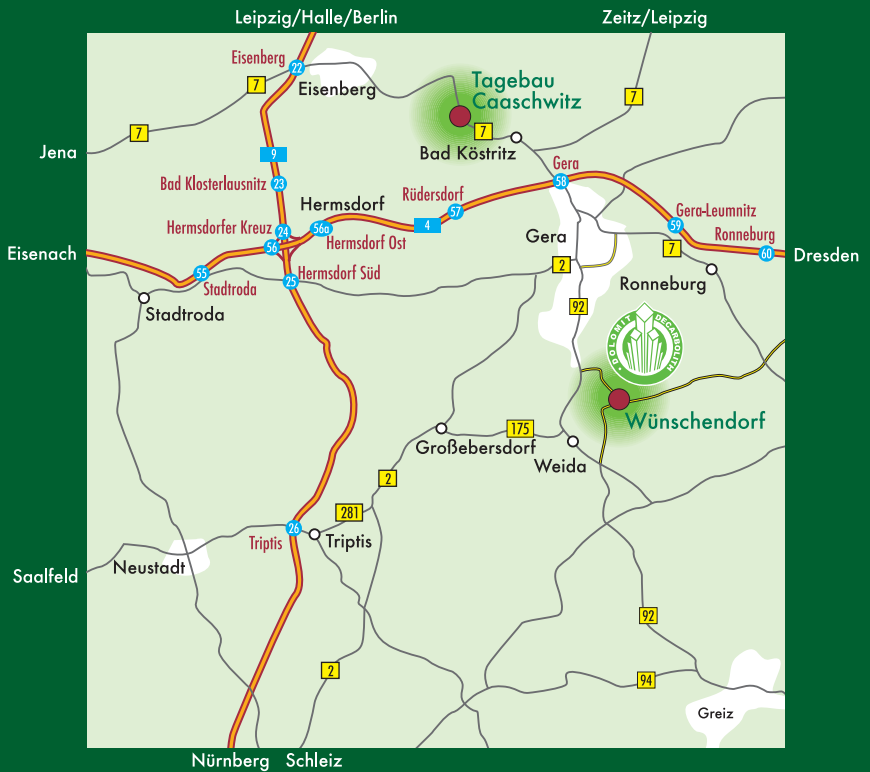 Leipzig/Halle/Berlin
Zeitz/Leipzig
Eisenberg
22
Eisenberg
7
7
7
Tagebau
Caaschwitz
7
Bad Köstritz
Jena
9
Bad Klosterlausnitz
23
Gera
58
Hermsdorf
Rüdersdorf
57
4
Hermsdorfer Kreuz
24
56a
Hermsdorf Ost
56
Gera-Leumnitz
59
Ronneburg
60
7
Eisenach
Dresden
55
Stadtroda
Hermsdorf Süd
25
Gera
2
Ronneburg
Stadtroda
92
DOLOMIT
DECARBOLITH
Wünschendorf
175
Großebersdorf
Weida
2
281
26
Triptis
Triptis
Neustadt
Saalfeld
92
2
94
Greiz
Nürnberg
Schleiz